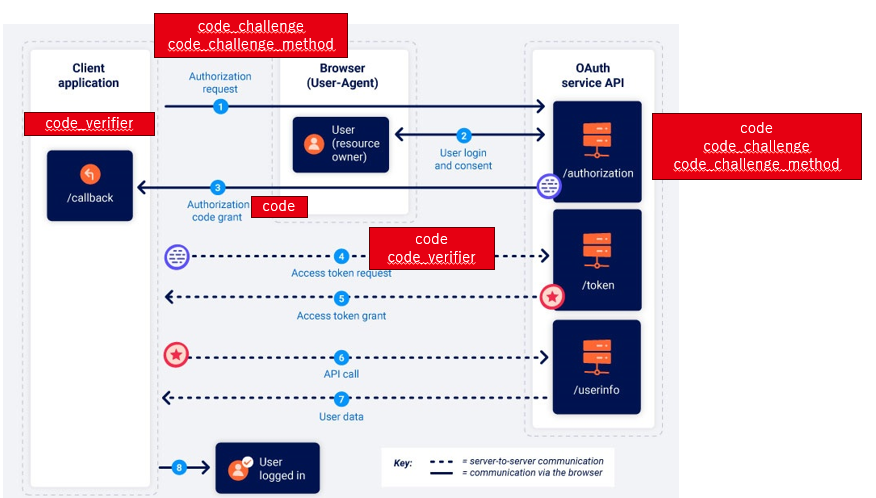 code_challenge
code_challenge_method
Client
application
Authorization
request
Browser
(User-Agent)
OAuth
service API
1
code_verifier
User
(resource
owner)
2
User login
and consent
/authorization
code
code_challenge
code_challenge_method
/callback
3
Authorization
code grant
code
code
code_verifier
4
Access token request
/token
5
Access token grant
6
API call
/userinfo
7
User data
8
User
logged in
Key:
= server-to-server communication
= communication via the browser